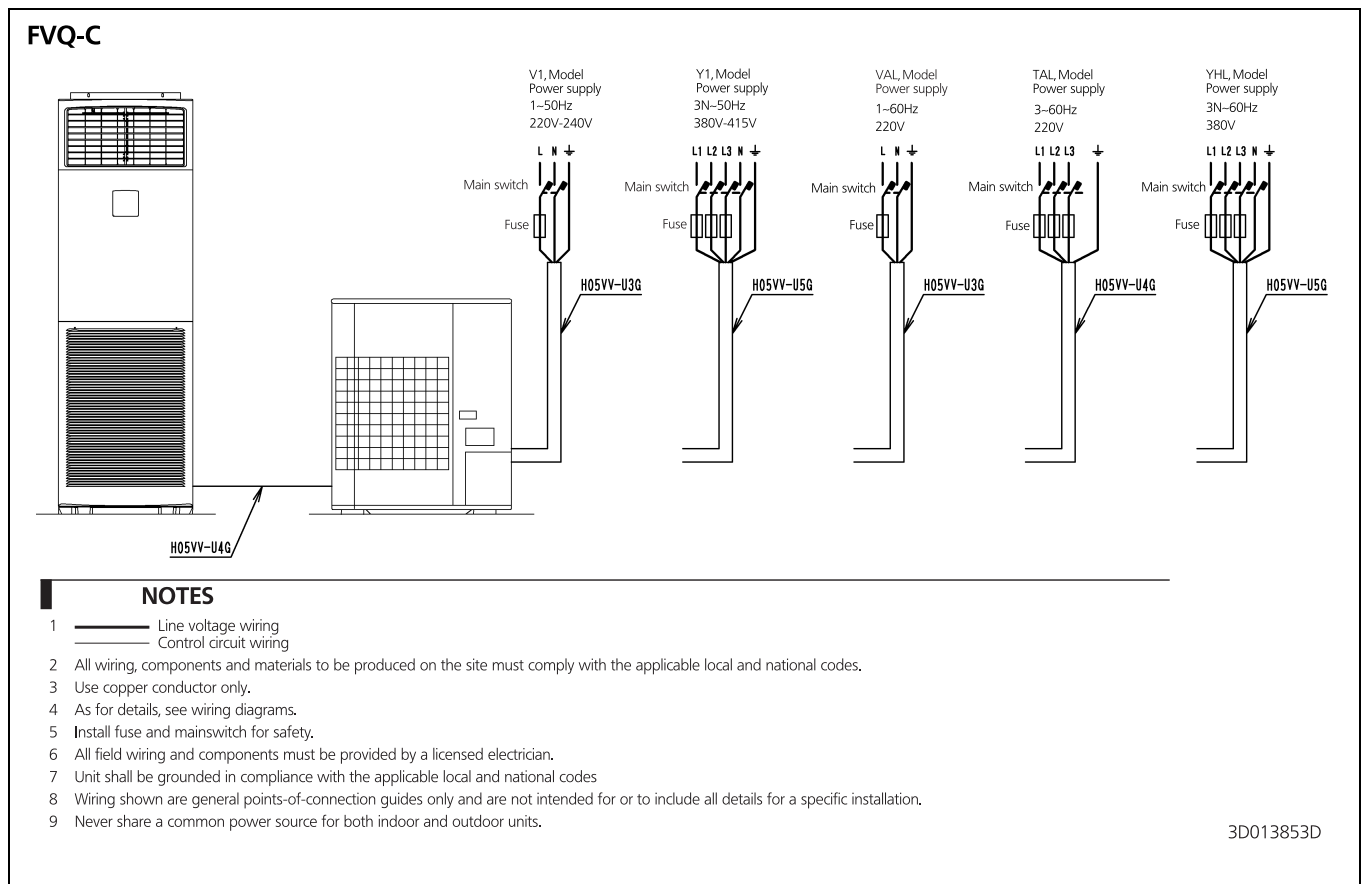 FVQ-C
V1, Model
Power supply
1~50Hz
220V-240V
L N
Main switch
Fuse
H05VV-U3G
Y1, Model
Power supply
3N~50Hz
380V-415V
L1 L2 L3 N
Main switch
Fuse
H05VV-U5G
VAL, Model
Power supply
1~60Hz
220V
L N
Main switch
Fuse
H05VV-U3G
TAL, Model
Power supply
3~60Hz
220V
L1 L2 L3
Main switch
Fuse
H05VV-U4G
YHL, Model
Power supply
3N~60Hz
380V
L1 L2 L3 N
Main switch
Fuse
H05VV-U5G
H05VV-U4G
NOTES
1 Line voltage wiring
Control circuit wiring
2 All wiring, components and materials to be produced on the site must comply with the applicable local and national codes.
3 Use copper conductor only.
4 As for details, see wiring diagrams.
5 Install fuse and mainswitch for safety.
6 All field wiring and components must be provided by a licensed electrician.
7 Unit shall be grounded in compliance with the applicable local and national codes
8 Wiring shown are general points-of-connection guides only and are not intended for or to include all details for a specific installation.
9 Never share a common power source for both indoor and outdoor units.
3D013853D